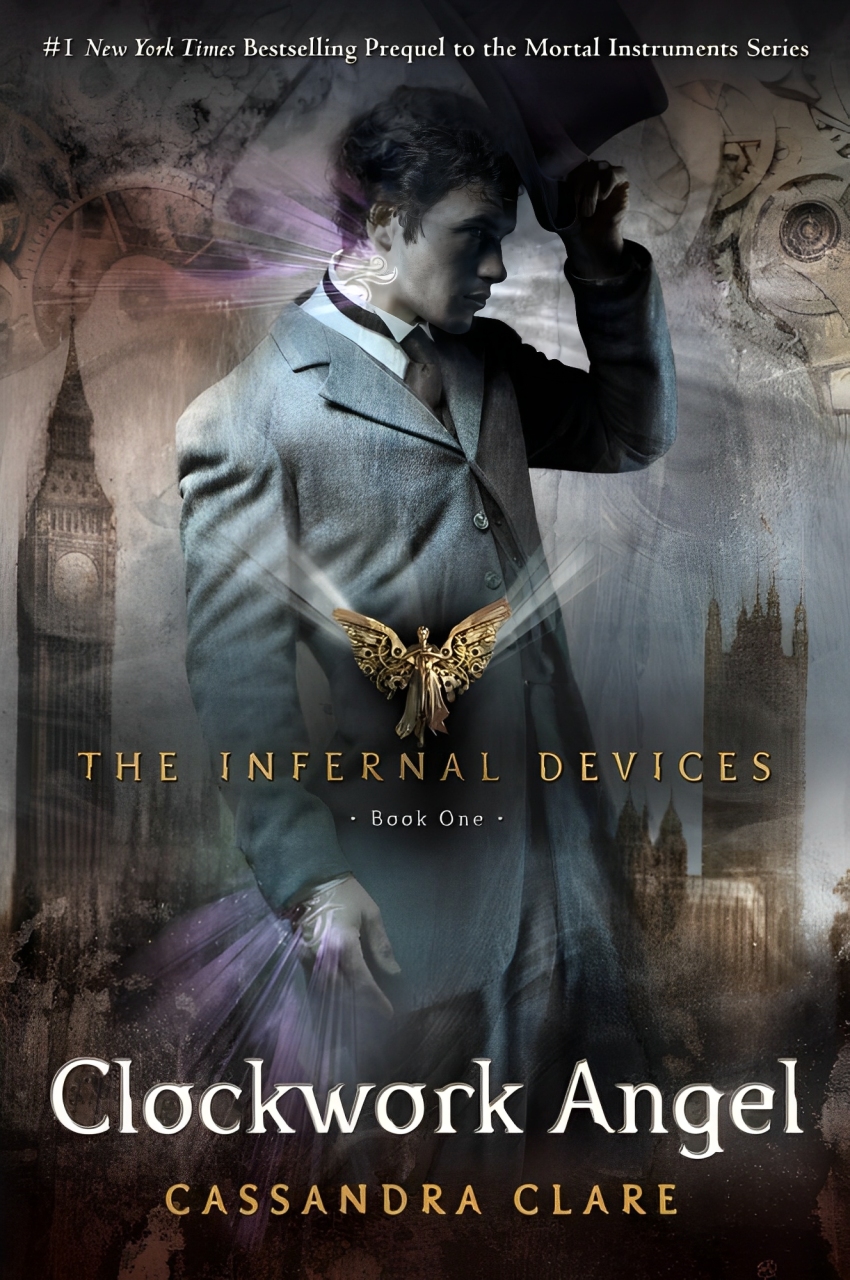 #1 New York Times Bestselling Prequel to the Mortal Instruments Series
THE INFERNAL DEVICES
· Book One ·
Clockwork Angel
CASSANDRA CLARE